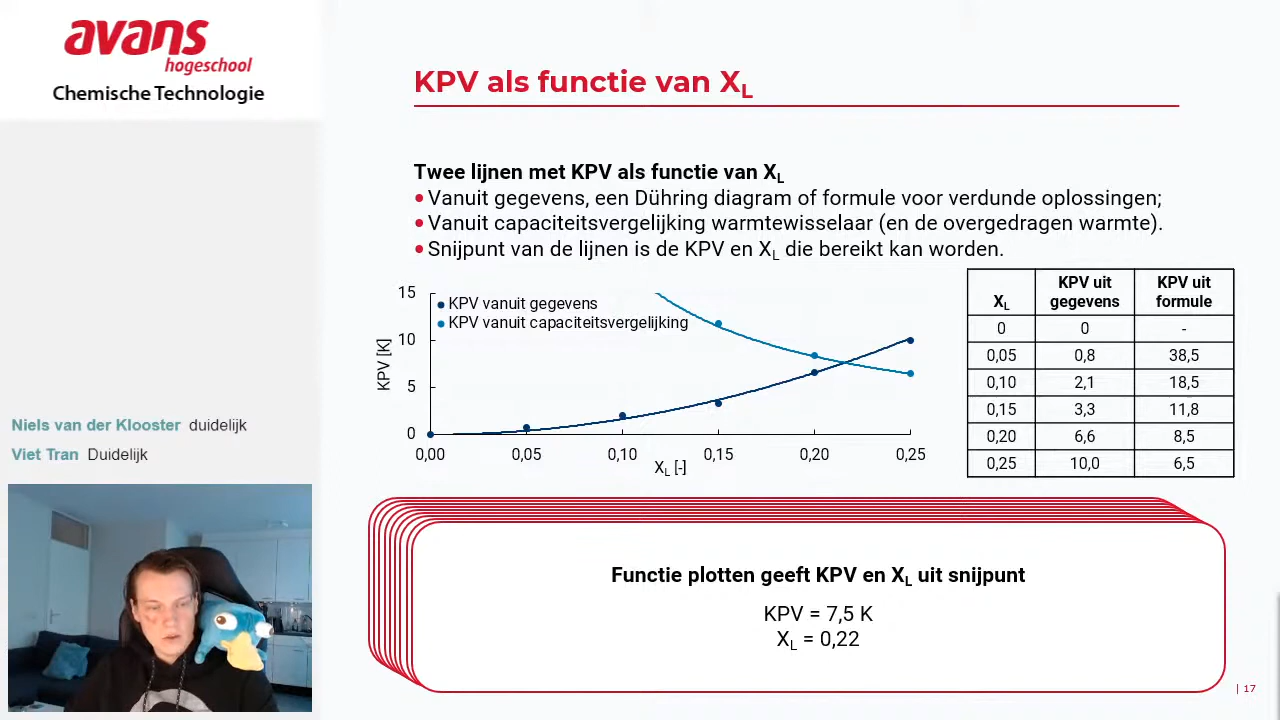 avans
hogeschool
Chemische Technologie
KPV als functie van XL
Twee lijnen met KPV als functie van XL
• Vanuit gegevens, een Dühring diagram of formule voor verdunde oplossingen;
• Vanuit capaciteitsvergelijking warmtewisselaar (en de overgedragen warmte).
• Snijpunt van de lijnen is de KPV en XL die bereikt kan worden.
KPV vanuit gegevens
KPV vanuit capaciteitsvergelijking
KPV [K]
15
10
5
0
0,00 0,05 0,10 0,15 0,20 0,25
XL [-]
XL KPV uit gegevens KPV uit formule
0 0 -
0,05 0,8 38,5
0,10 2,1 18,5
0,15 3,3 11,8
0,20 6,6 8,5
0,25 10,0 6,5
Niels van der Klooster duidelijk
Viet Tran Duidelijk
Functie plotten geeft KPV en XL uit snijpunt
KPV = 7,5 K
XL = 0,22
| 17